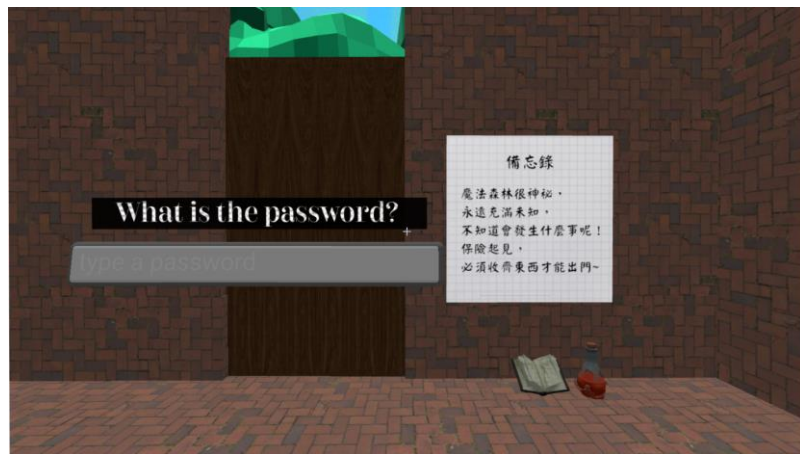 What is the password?
type a password
備忘錄
魔法森林很神祕，
永遠充滿未知，
不知道會發生什麼事呢！
保險起見，
必須收齊東西才能出門~